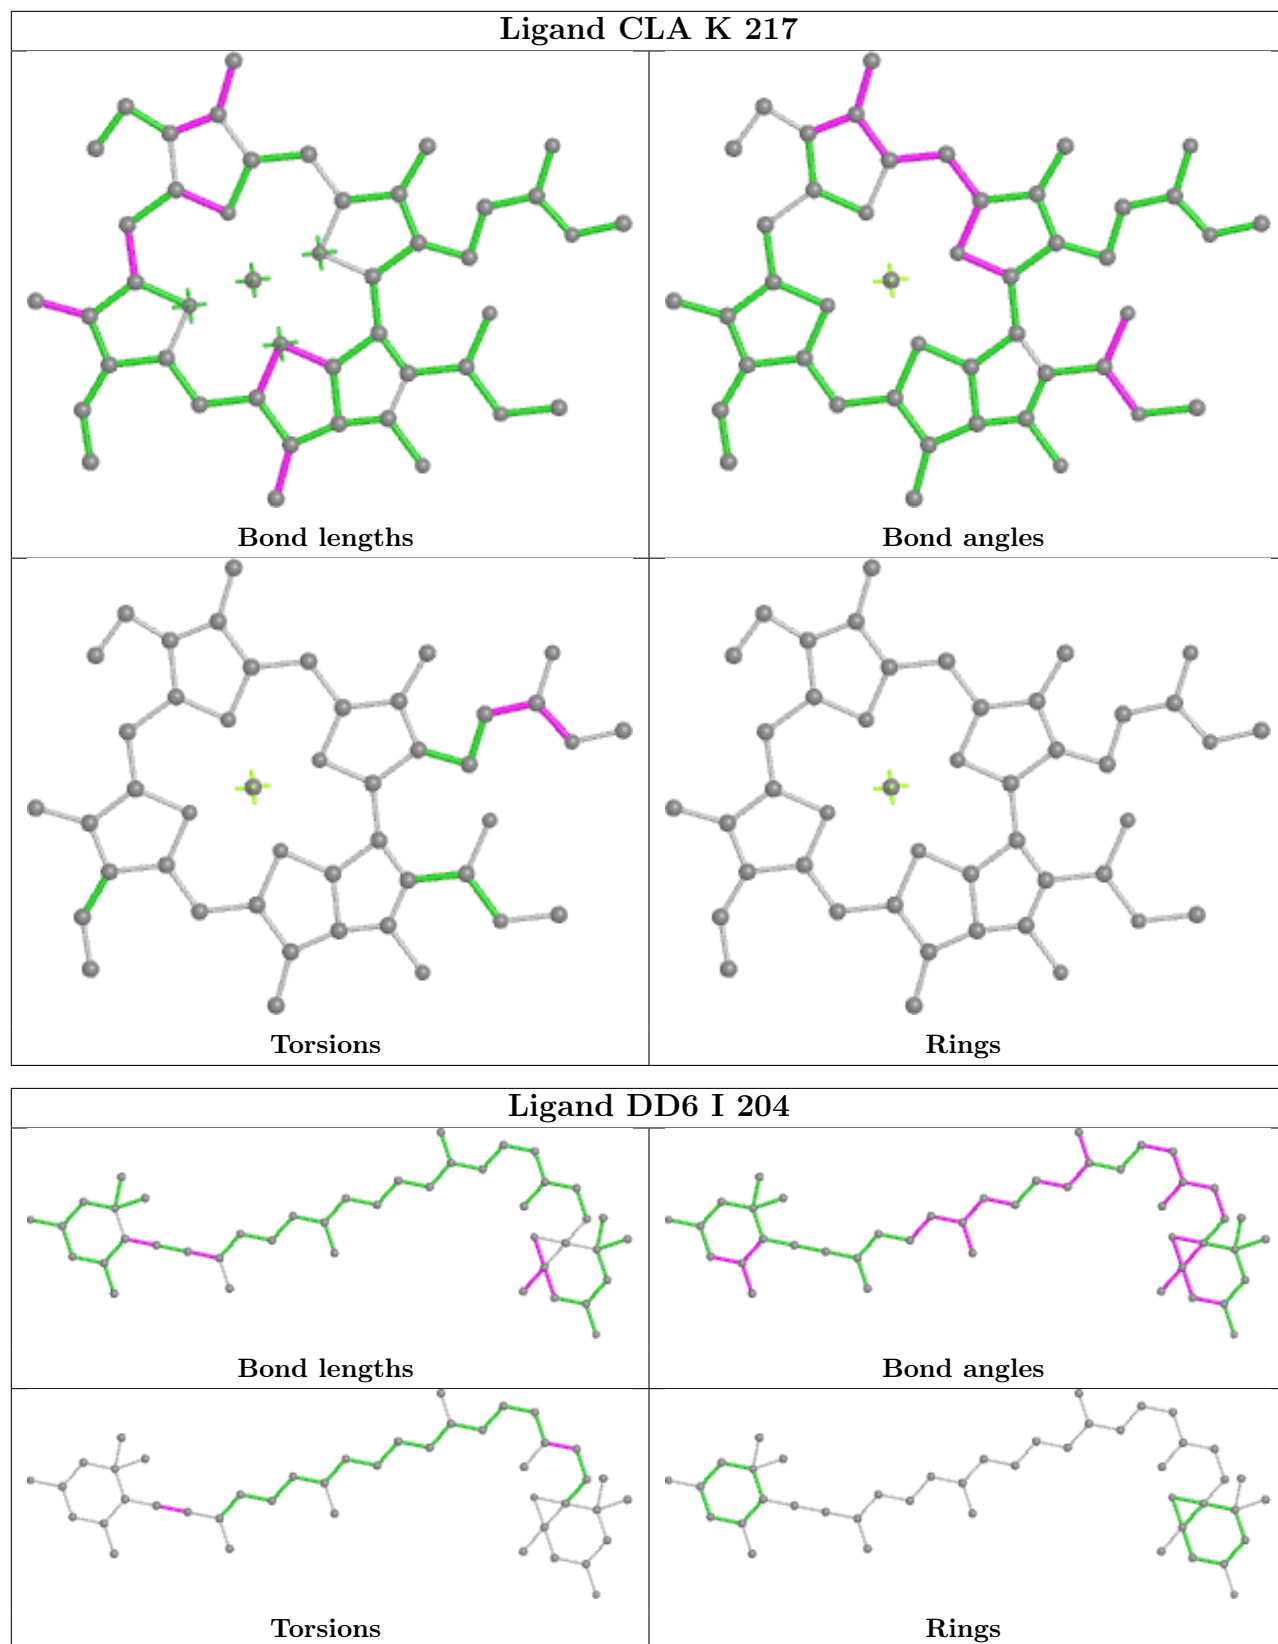 Ligand CLA K 217
Bond lengths
Bond angles
Torsions
Rings
Ligand DD6 I 204
Bond lengths
Bond angles
Torsions
Rings